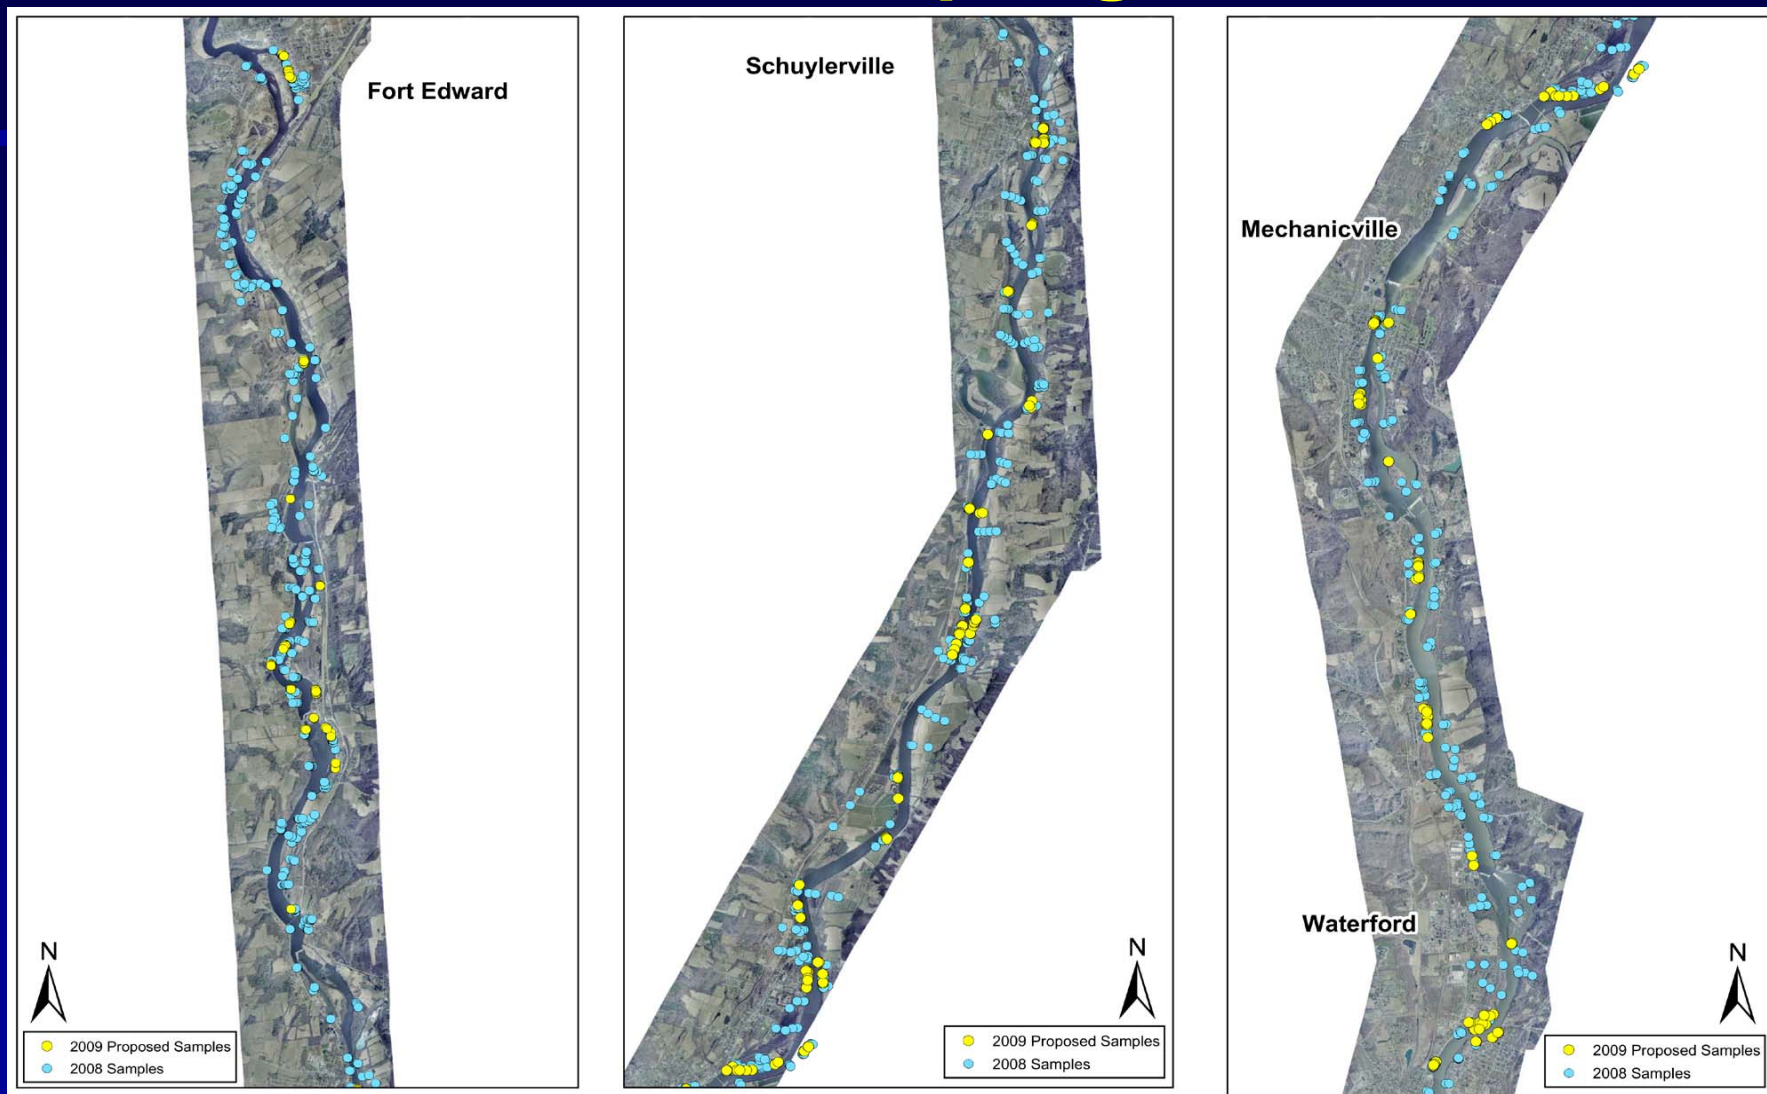 Fort Edward
N
2009 Proposed Samples
2008 Samples
Schuylerville
N
2009 Proposed Samples
2008 Samples
Mechanicville
Waterford
N
2009 Proposed Samples
2008 Samples